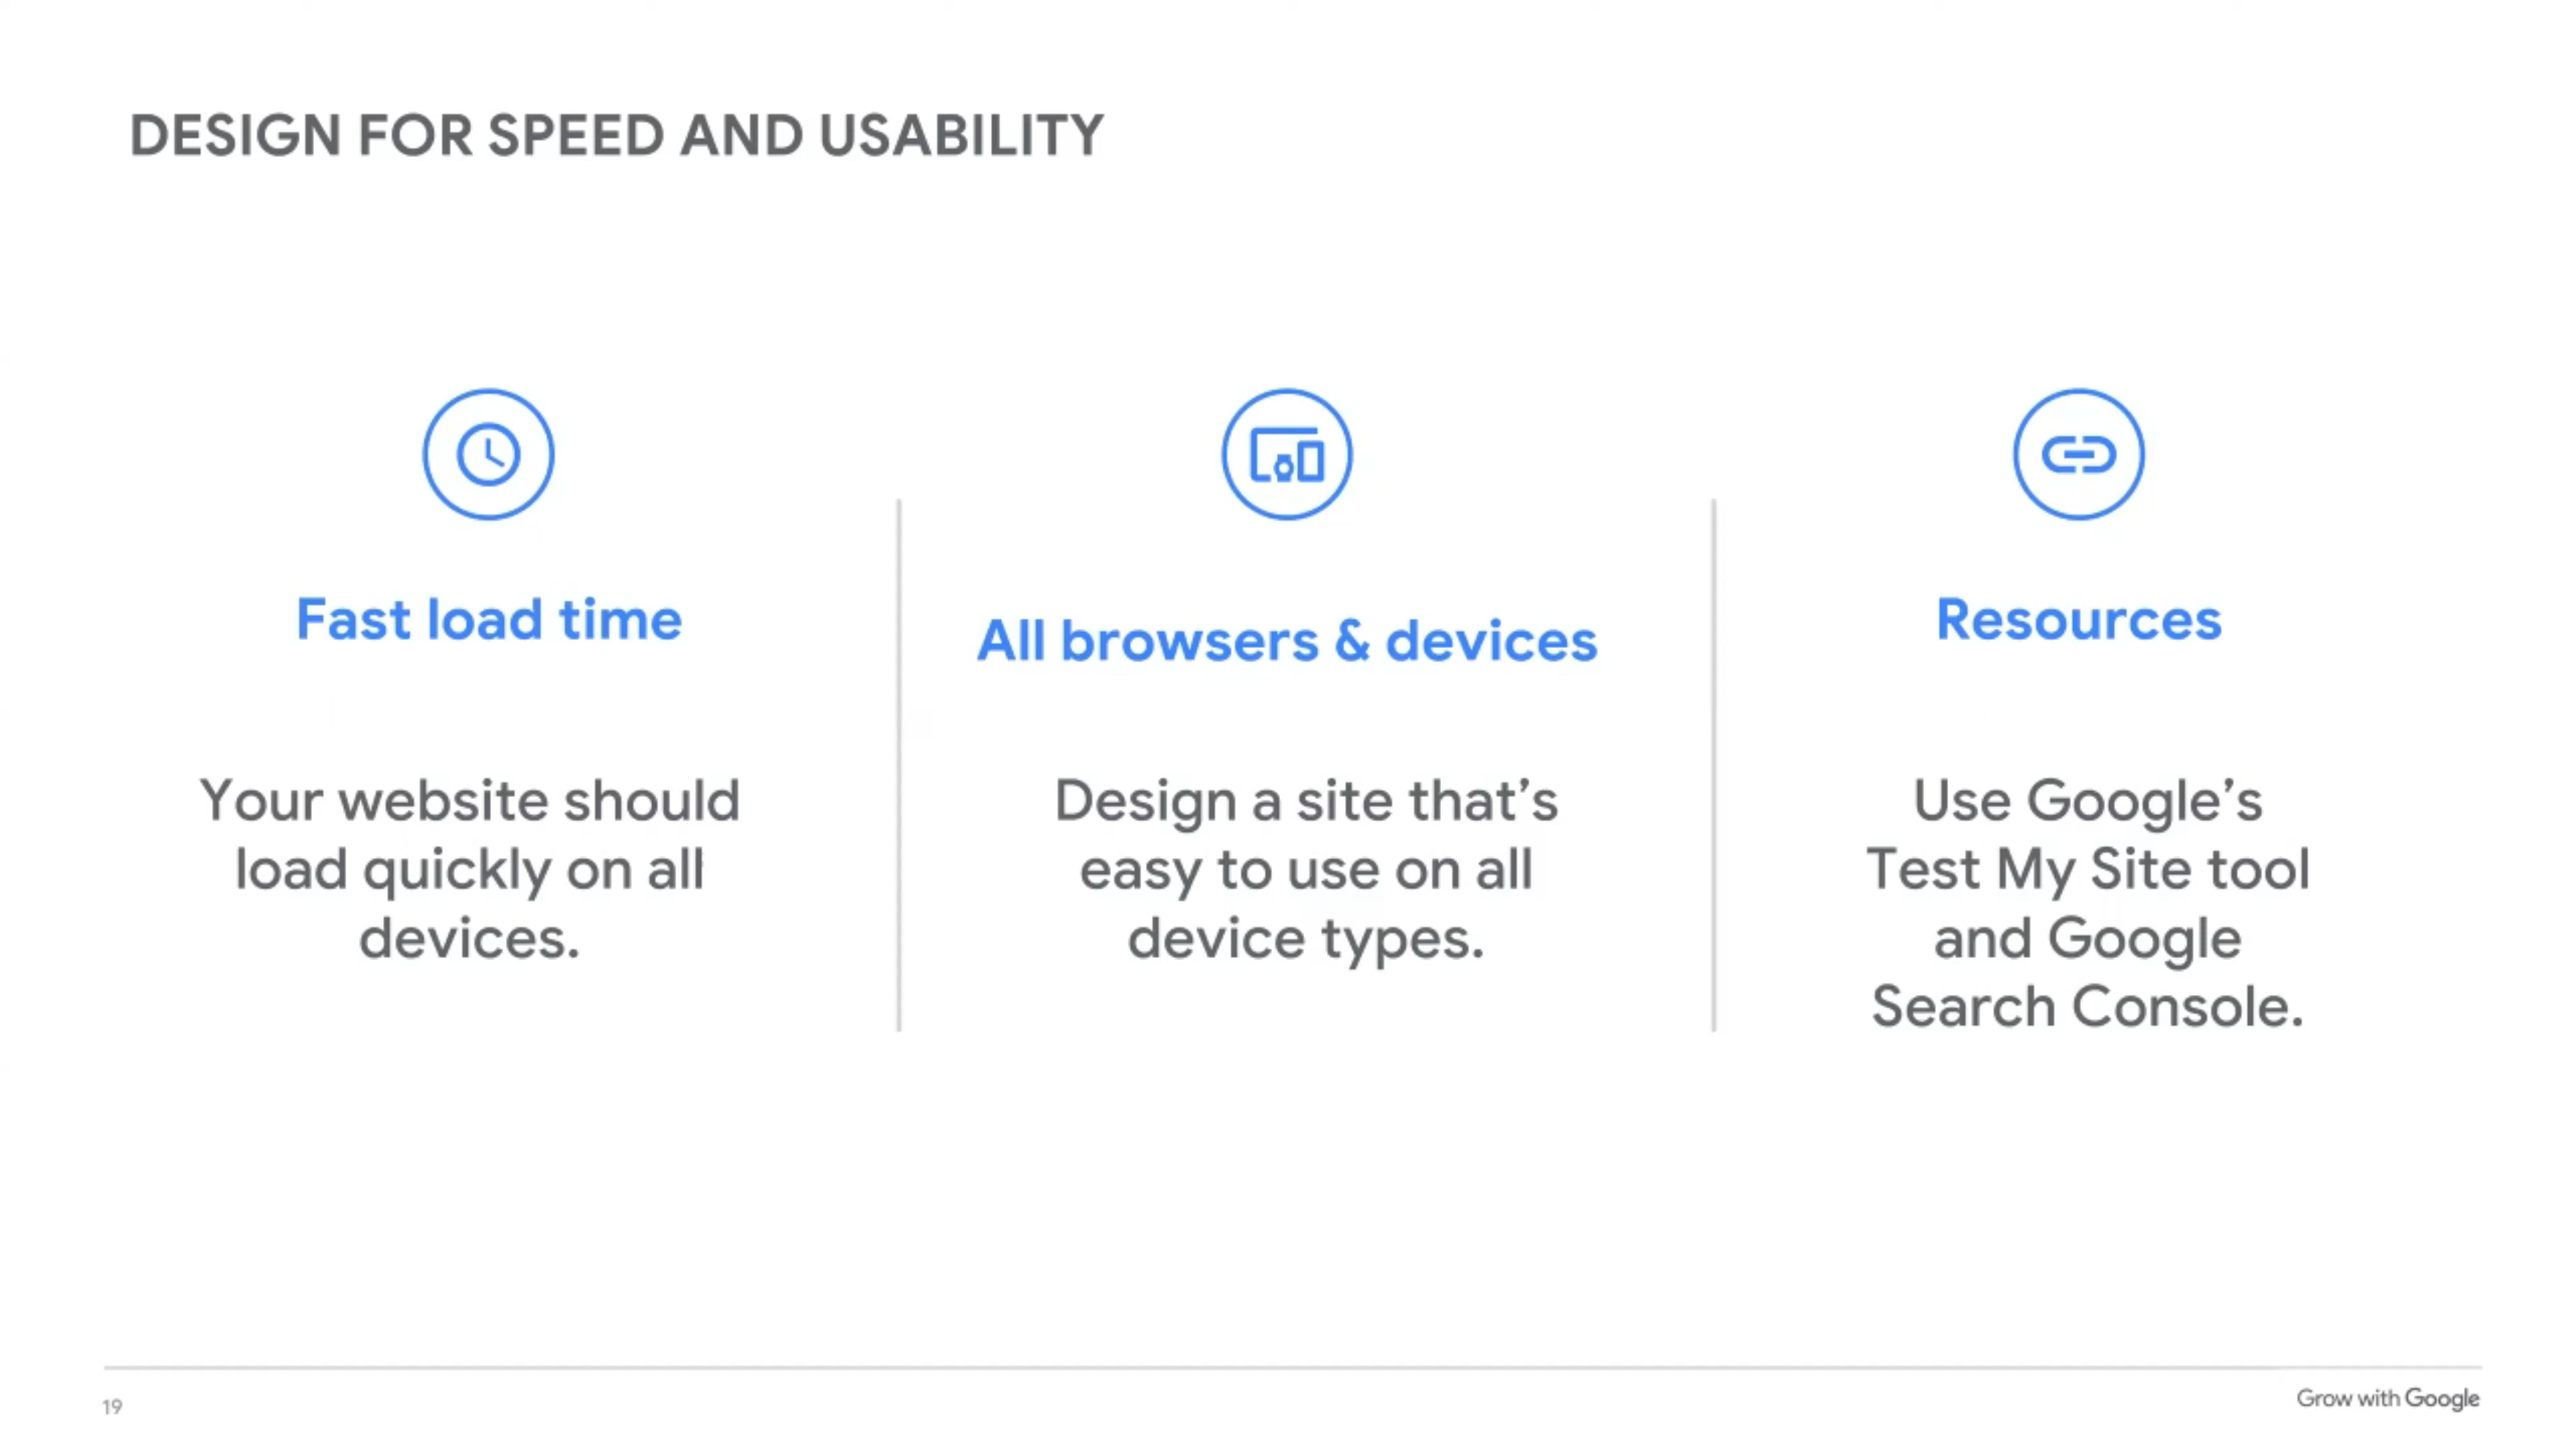 DESIGN FOR SPEED AND USABILITY
Fast load time
Your website should
load quickly on all
devices.
All browsers & devices
Design a site that’s
easy to use on all
device types.
Resources
Use Google’s
Test My Site tool
and Google
Search Console.
19
Grow with Google